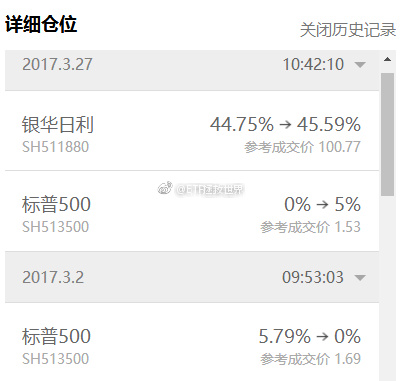 详细仓位
关闭历史记录
2017.3.27 10:42:10
银华日利 44.75% → 45.59%
SH511880 参考成交价 100.77
标普500 0% → 5%
SH513500 参考成交价 1.53
2017.3.2 09:53:03
标普500 5.79% → 0%
SH513500 参考成交价 1.69